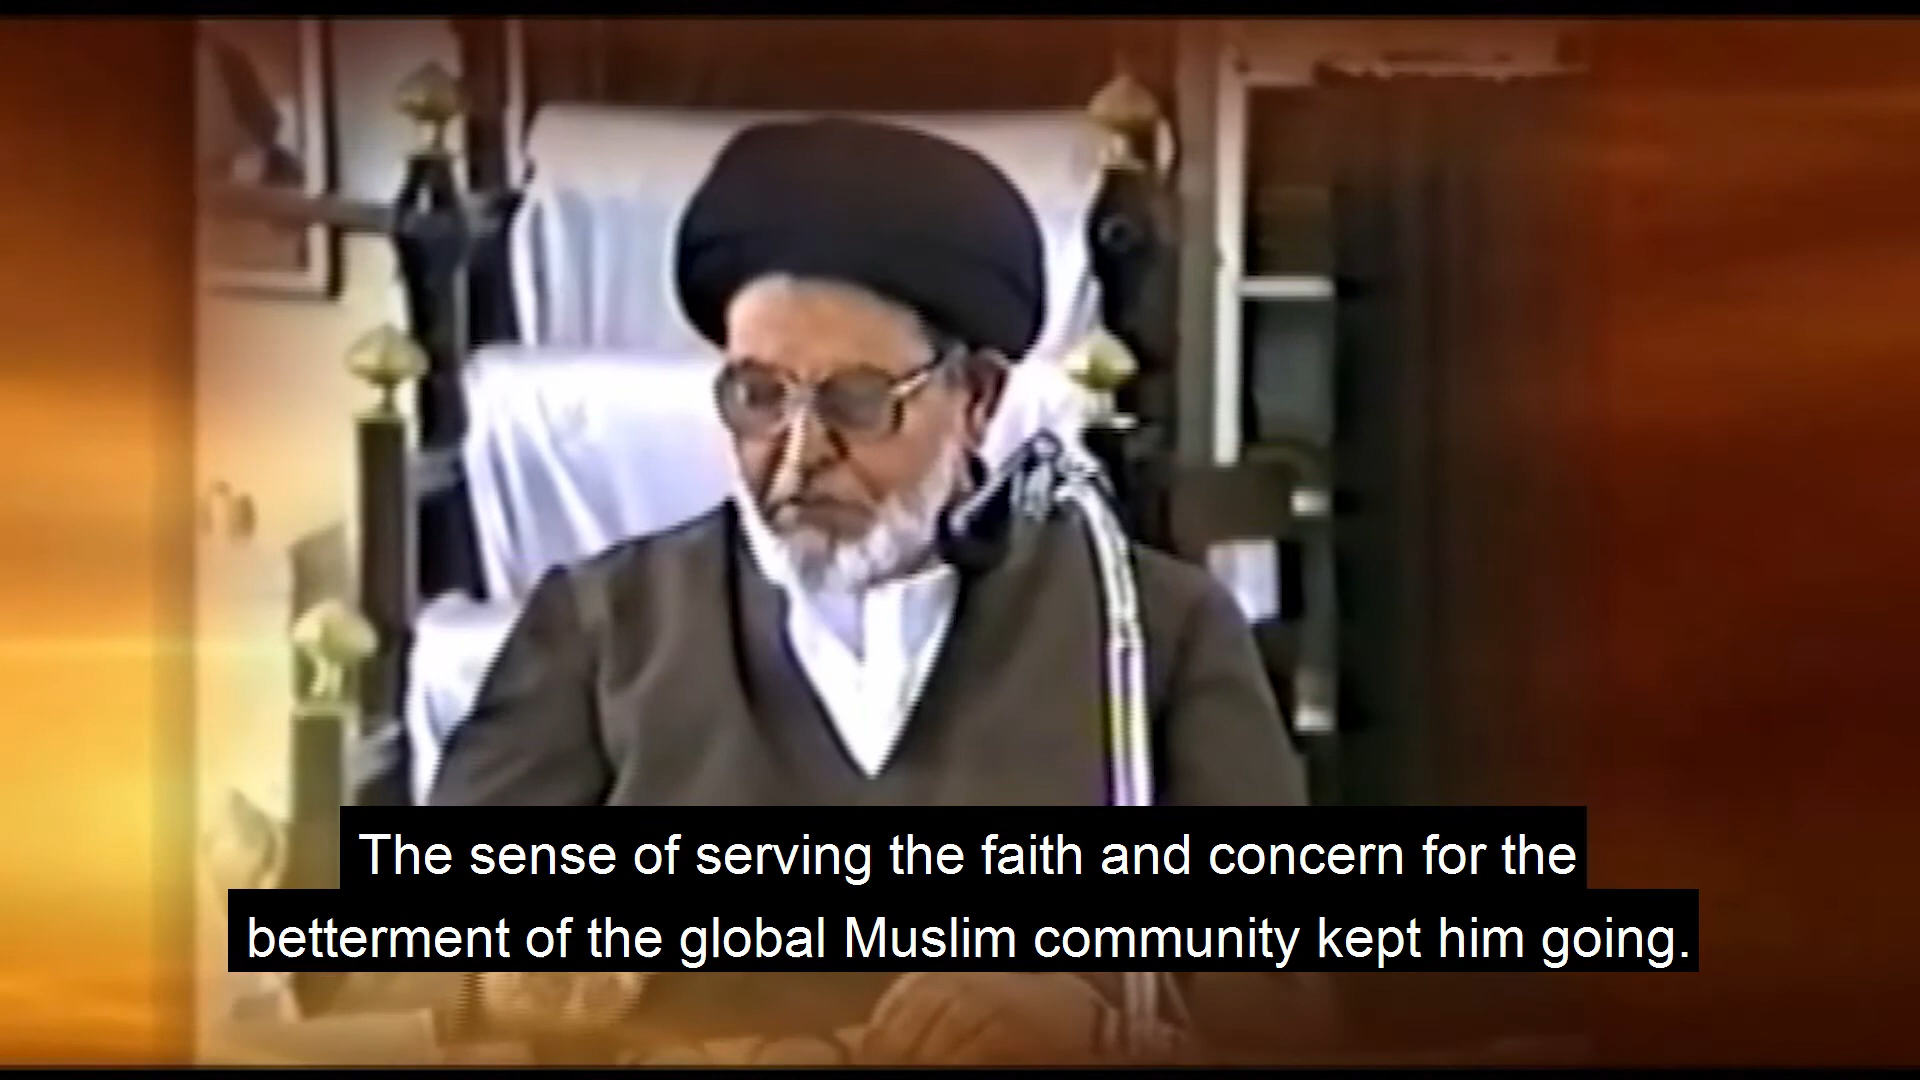 The sense of serving the faith and concern for the
betterment of the global Muslim community kept him going.